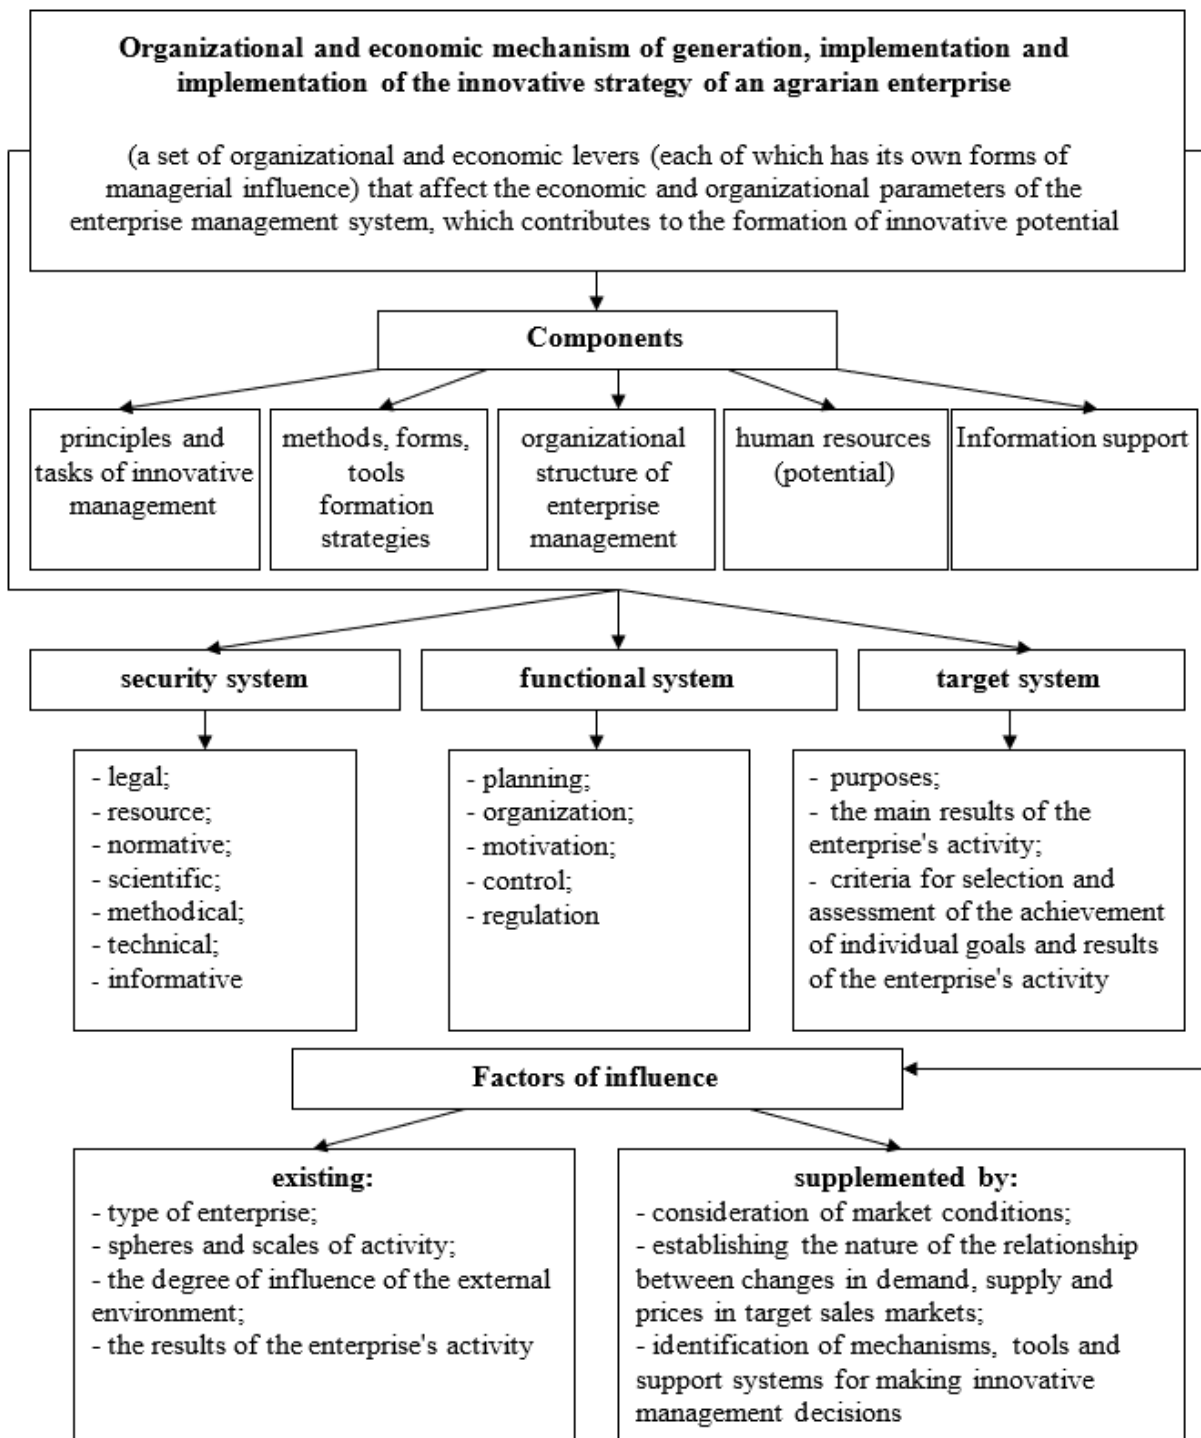 Organizational and economic mechanism of generation, implementation and
implementation of the innovative strategy of an agrarian enterprise
(a set of organizational and economic levers (each of which has its own forms of
managerial influence) that affect the economic and organizational parameters of the
enterprise management system, which contributes to the formation of innovative potential
Components
principles and
tasks of innovative
management
methods, forms,
tools
formation
strategies
organizational
structure of
enterprise
management
human resources
(potential)
Information support
security system
functional system
target system
- legal;
- resource;
- normative;
- scientific;
- methodical;
- technical;
- informative
- planning;
- organization;
- motivation;
- control;
- regulation
- purposes;
- the main results of the
enterprise's activity;
- criteria for selection and
assessment of the achievement
of individual goals and results
of the enterprise's activity
Factors of influence
existing:
- type of enterprise;
- spheres and scales of activity;
- the degree of influence of the external
environment;
- the results of the enterprise's activity
supplemented by:
- consideration of market conditions;
- establishing the nature of the relationship
between changes in demand, supply and
prices in target sales markets;
- identification of mechanisms, tools and
support systems for making innovative
management decisions